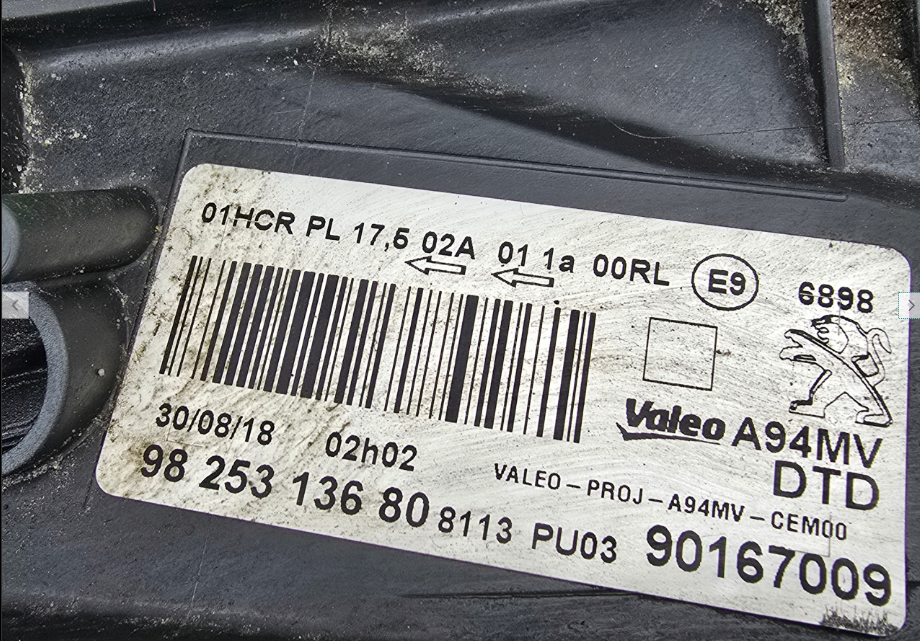 01HCR PL 17,5 02A 01 1a 00RL E9 6898
Valeo A94MV
DTD
30/08/18 02h02
VALEO-PROJ-A94MV-CEM00
98 253 136 80 8113 PU03 90167009